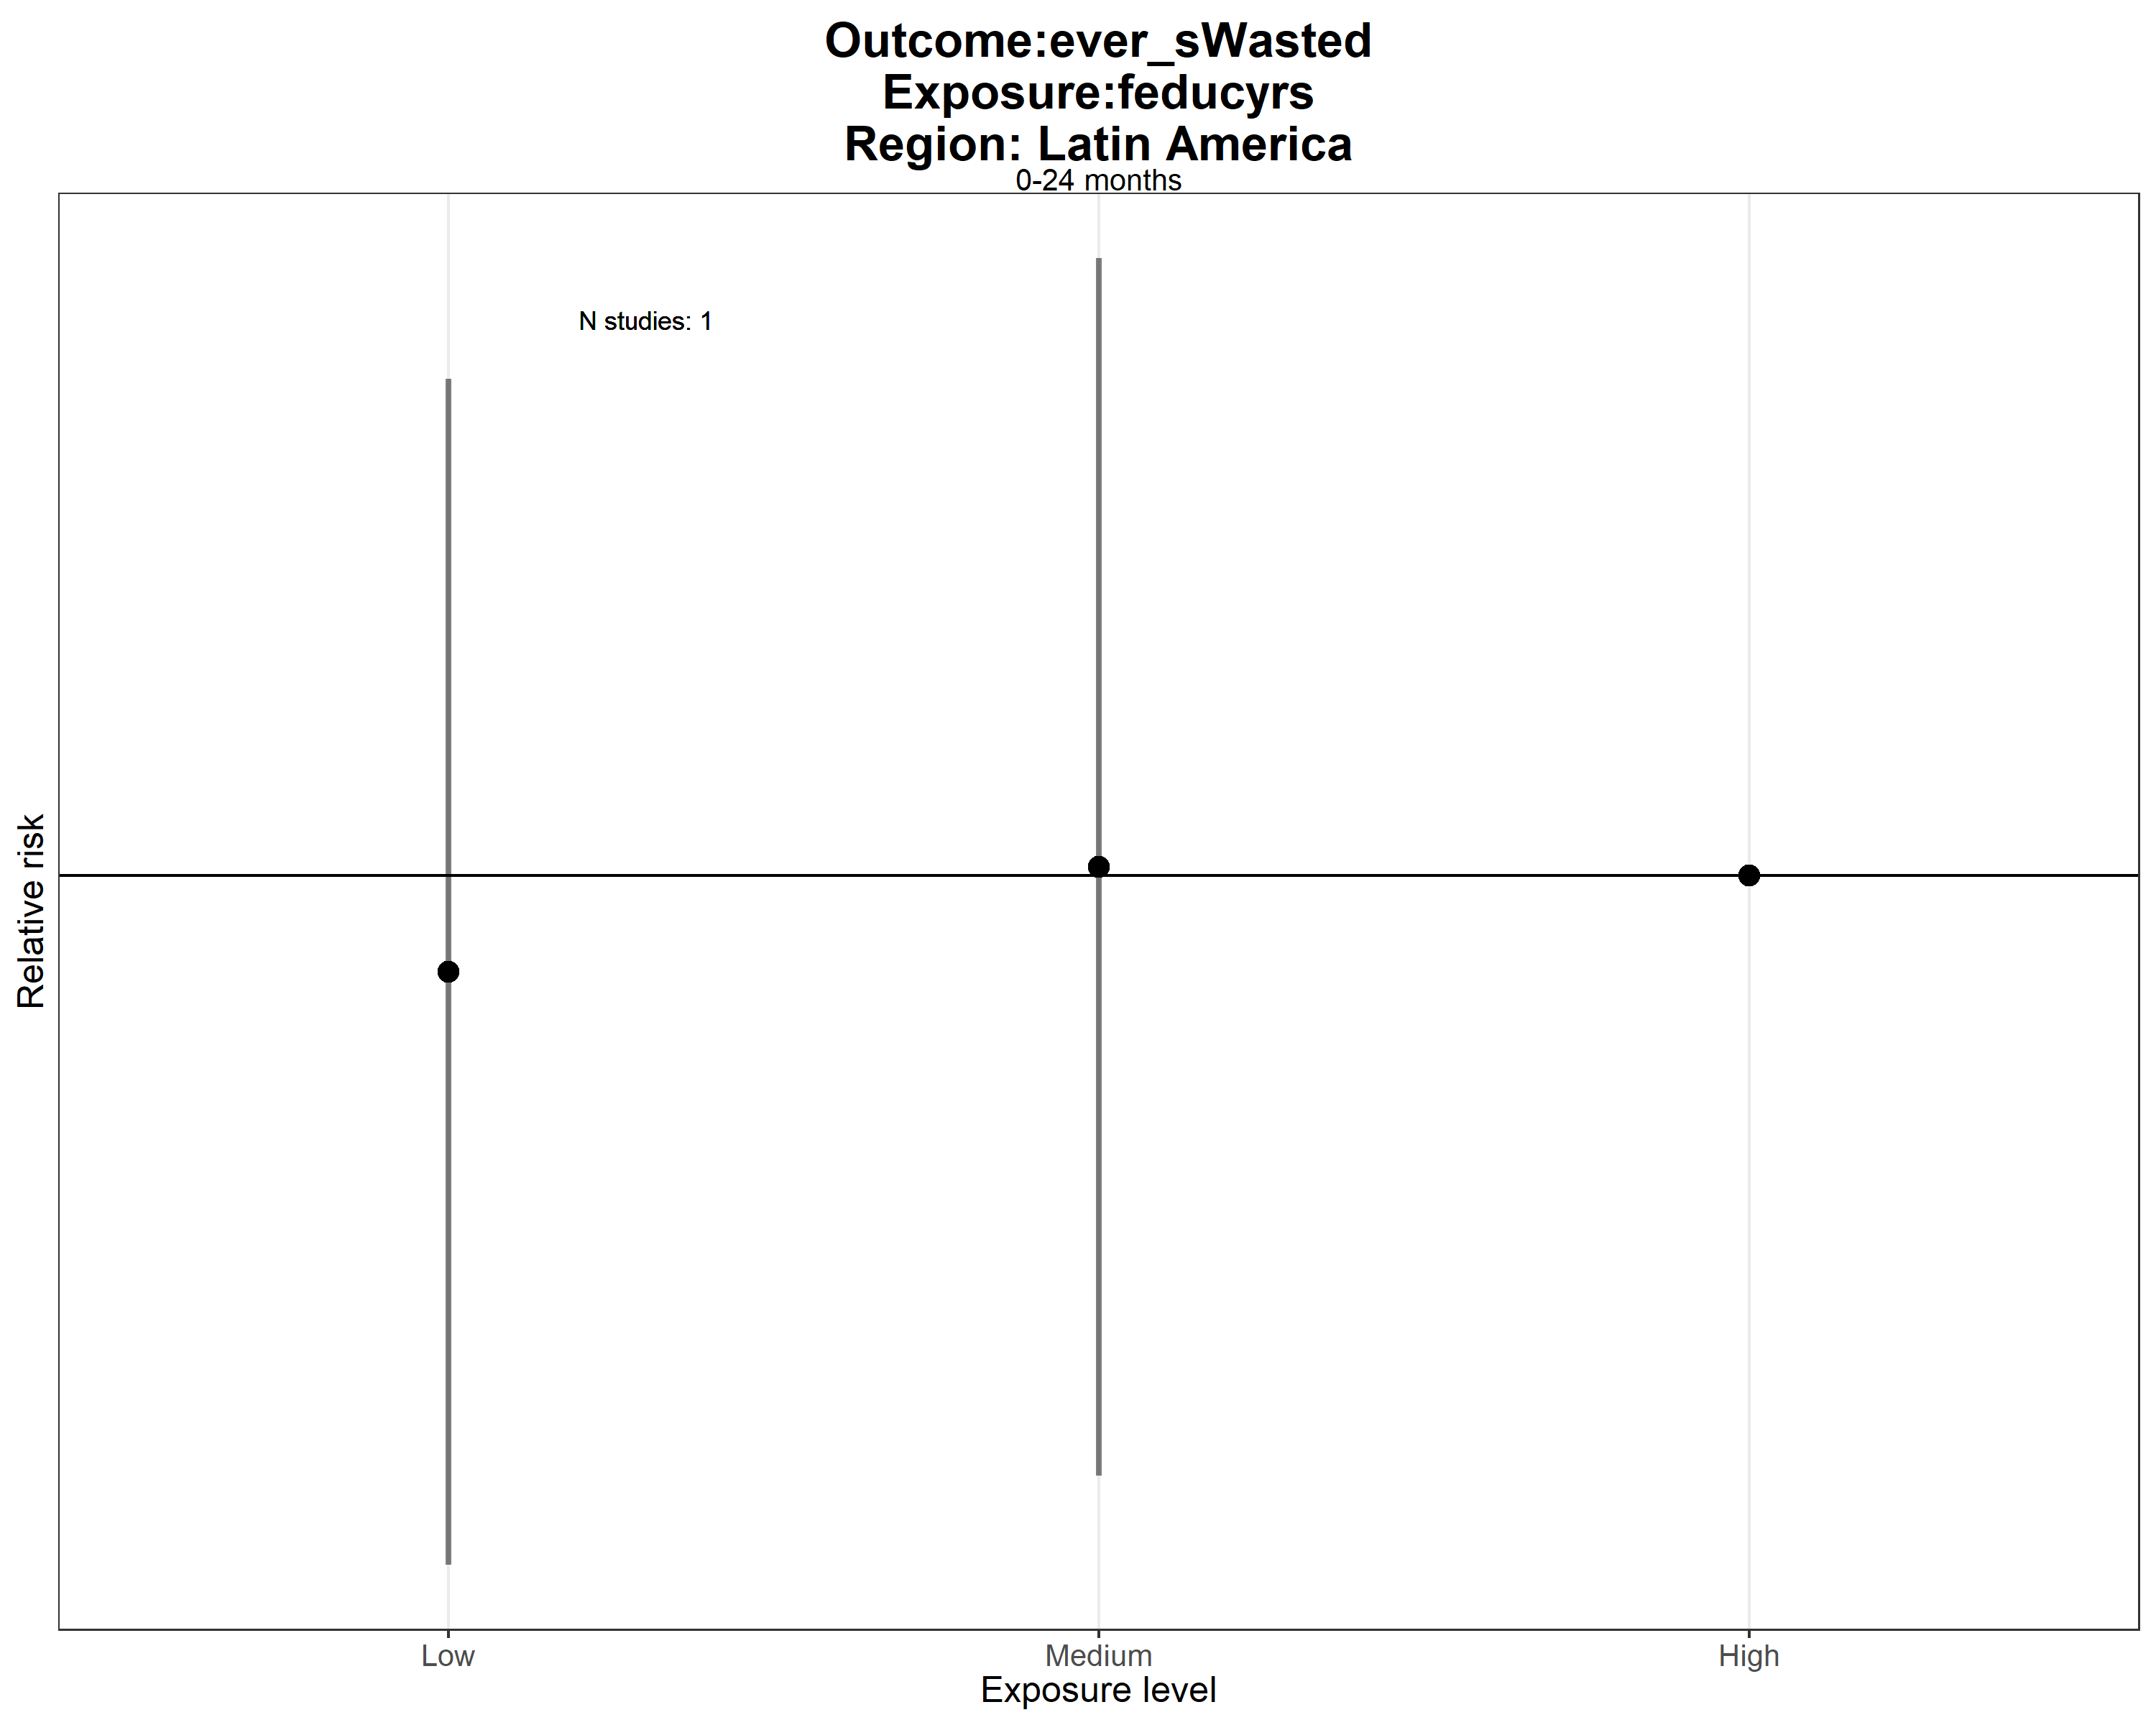 Outcome:ever_sWasted
Exposure:feducyrs
Region: Latin America
0-24 months
N studies: 1
Relative risk
Low
Medium
High
Exposure level